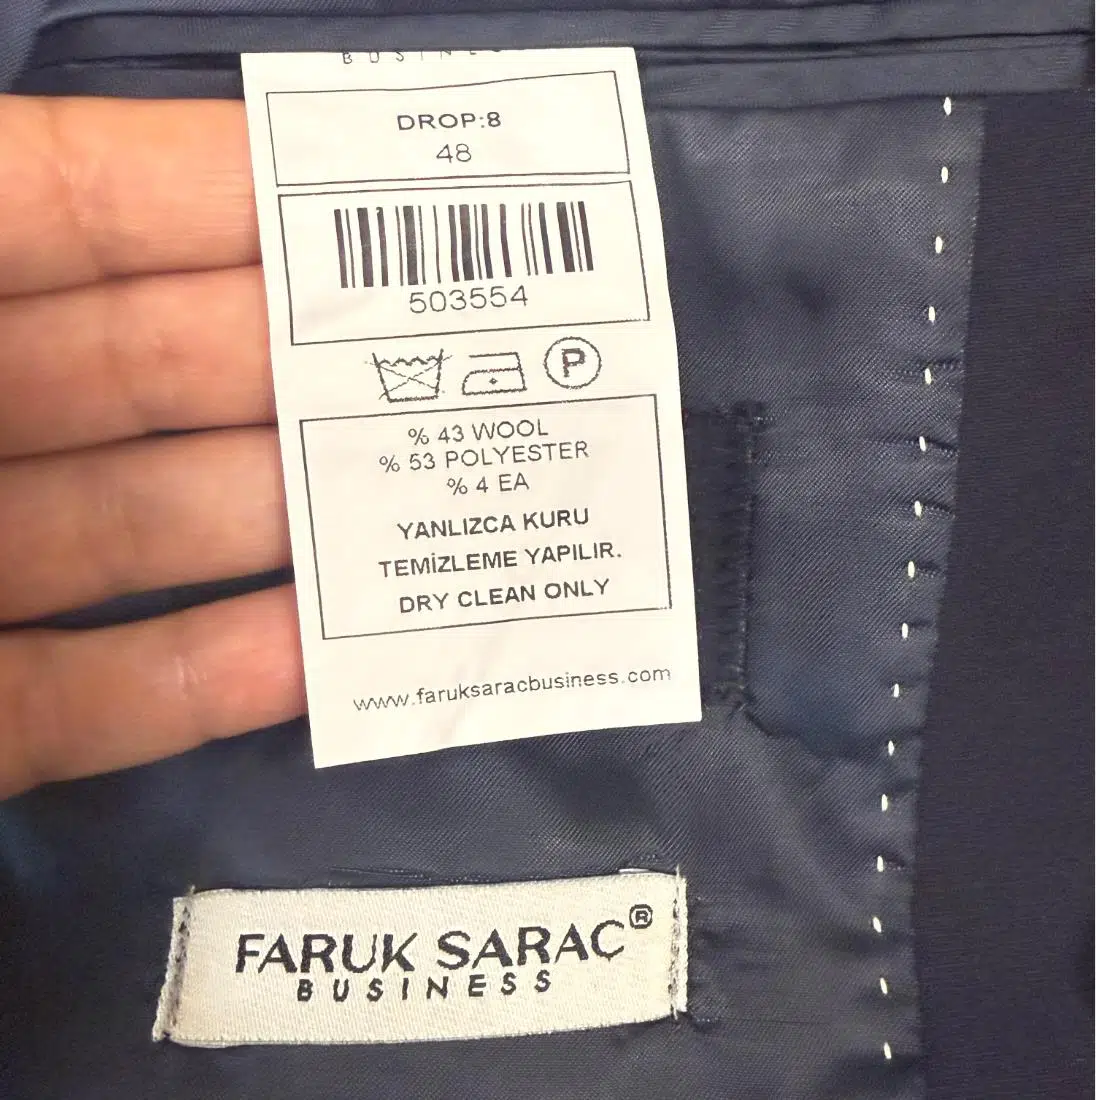 BUSINESS
DROP:8
48
503554
P
% 43 WOOL
% 53 POLYESTER
% 4 EA
YANLIZCA KURU
TEMİZLEME YAPILIR.
DRY CLEAN ONLY
www.faruksaracbusiness.com
FARUK SARAC®
BUSINESS